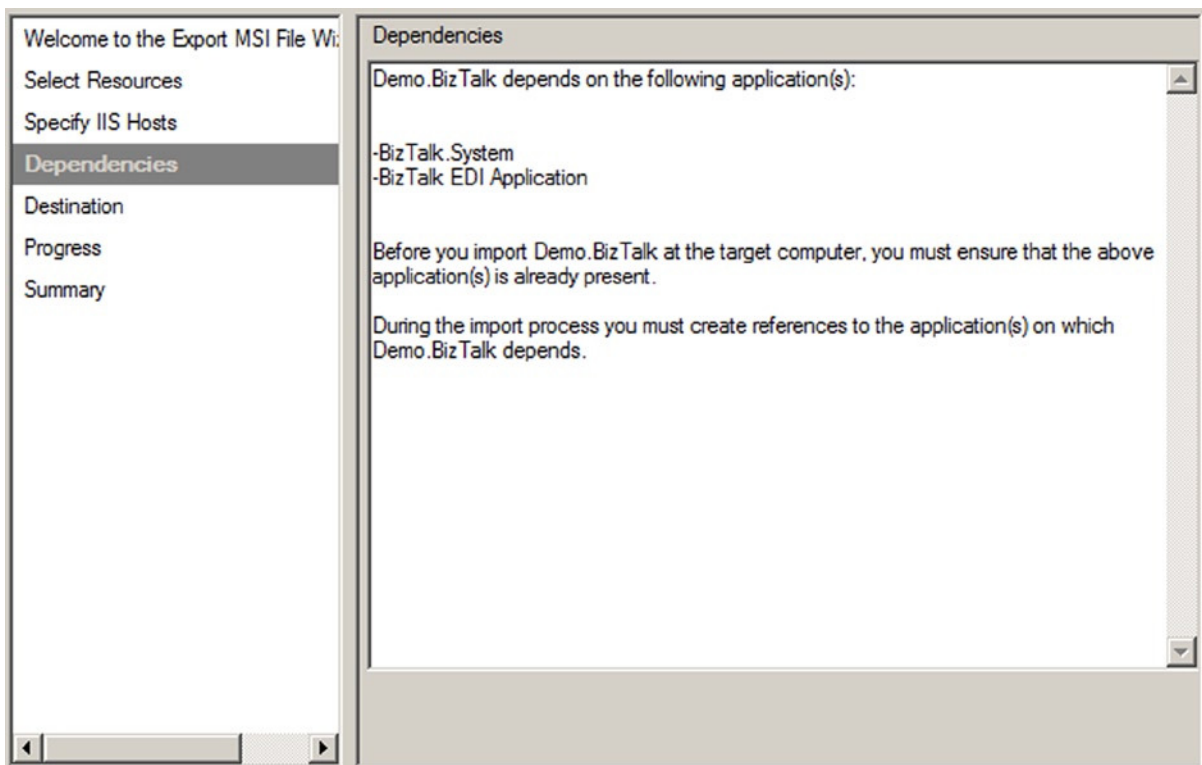 Welcome to the Export MSI File Wi
Select Resources
Specify IIS Hosts
Dependencies
Destination
Progress
Summary
Dependencies
Demo.BizTalk depends on the following application(s):
-BizTalk.System
-BizTalk EDI Application
Before you import Demo.BizTalk at the target computer, you must ensure that the above
application(s) is already present.
During the import process you must create references to the application(s) on which
Demo.BizTalk depends.